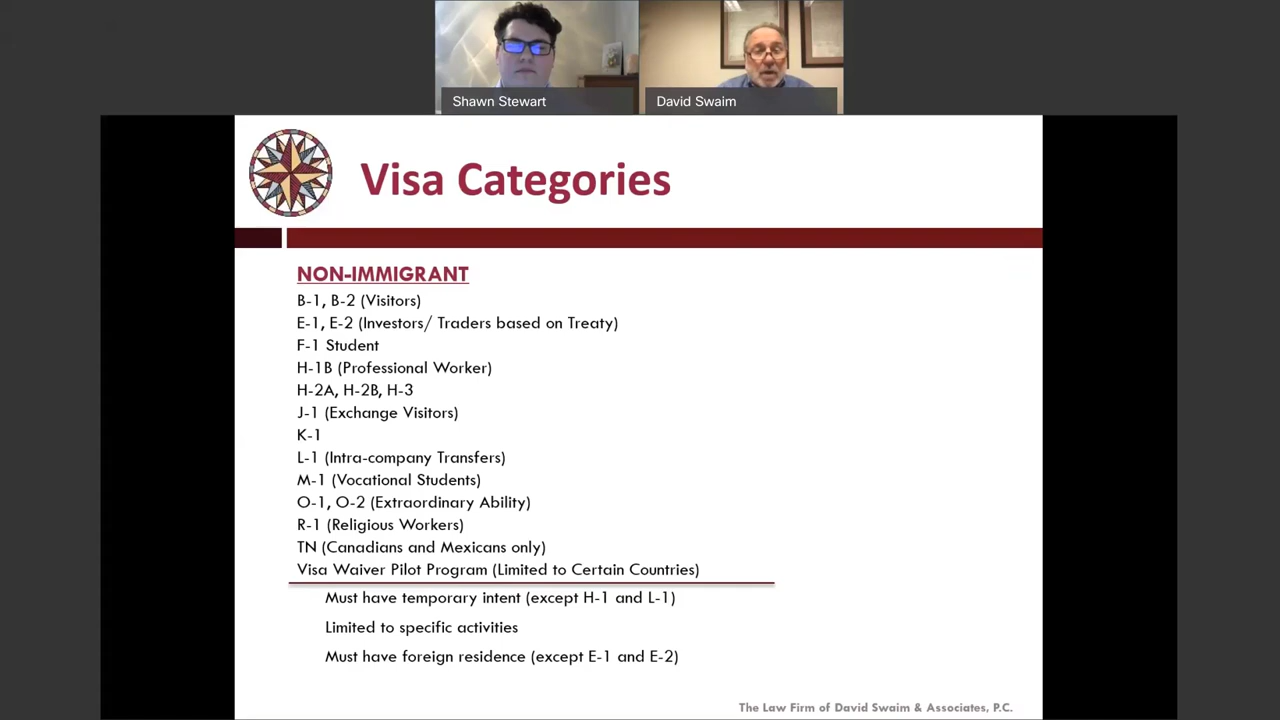 Shawn Stewart
David Swaim
Visa Categories
NON-IMMIGRANT
B-1, B-2 (Visitors)
E-1, E-2 (Investors/ Traders based on Treaty)
F-1 Student
H-1B (Professional Worker)
H-2A, H-2B, H-3
J-1 (Exchange Visitors)
K-1
L-1 (Intra-company Transfers)
M-1 (Vocational Students)
O-1, O-2 (Extraordinary Ability)
R-1 (Religious Workers)
TN (Canadians and Mexicans only)
Visa Waiver Pilot Program (Limited to Certain Countries)
Must have temporary intent (except H-1 and L-1)
Limited to specific activities
Must have foreign residence (except E-1 and E-2)
The Law Firm of David Swaim & Associates, P.C.